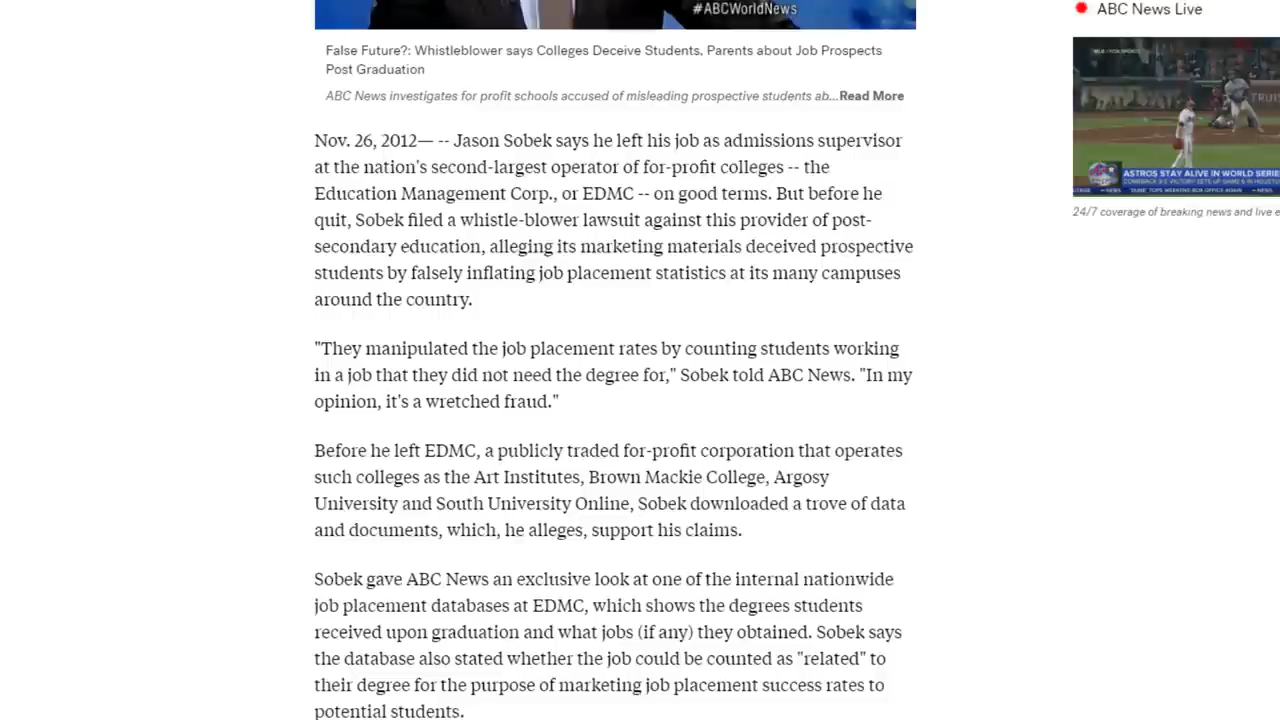 #ABCWorldNews
ABC News Live
False Future?: Whistleblower says Colleges Deceive Students, Parents about Job Prospects
Post Graduation
ABC News investigates for profit schools accused of misleading prospective students ab...Read More
ASTROS STAY ALIVE IN WORLD SERIE
24/7 coverage of breaking news and live e
Nov. 26, 2012— -- Jason Sobek says he left his job as admissions supervisor
at the nation's second-largest operator of for-profit colleges -- the
Education Management Corp., or EDMC -- on good terms. But before he
quit, Sobek filed a whistle-blower lawsuit against this provider of post-
secondary education, alleging its marketing materials deceived prospective
students by falsely inflating job placement statistics at its many campuses
around the country.
"They manipulated the job placement rates by counting students working
in a job that they did not need the degree for," Sobek told ABC News. "In my
opinion, it's a wretched fraud."
Before he left EDMC, a publicly traded for-profit corporation that operates
such colleges as the Art Institutes, Brown Mackie College, Argosy
University and South University Online, Sobek downloaded a trove of data
and documents, which, he alleges, support his claims.
Sobek gave ABC News an exclusive look at one of the internal nationwide
job placement databases at EDMC, which shows the degrees students
received upon graduation and what jobs (if any) they obtained. Sobek says
the database also stated whether the job could be counted as "related" to
their degree for the purpose of marketing job placement success rates to
potential students.